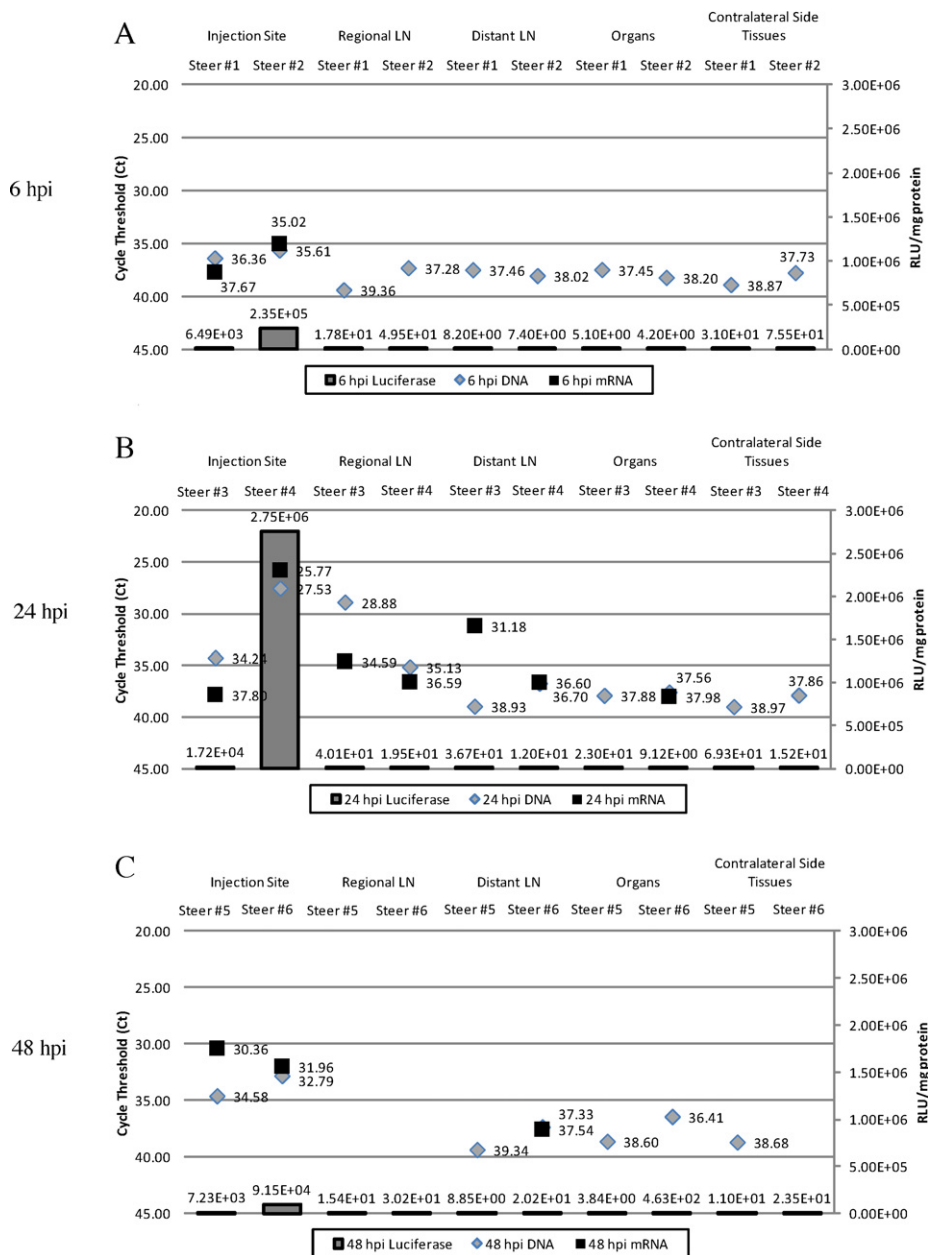 A
Injection Site Regional LN Distant LN Organs Contralateral Side Tissues
Steer #1 Steer #2 Steer #1 Steer #2 Steer #1 Steer #2 Steer #1 Steer #2 Steer #1 Steer #2
6 hpi
Cycle Threshold (Ct)
20.00
25.00
30.00
35.00
40.00
45.00
3.00E+06
2.50E+06
2.00E+06
1.50E+06
1.00E+06
5.00E+05
0.00E+00
RLU/mg protein
35.02
36.36 35.61 37.28 37.46 38.02 37.45 38.20 38.87 37.73
37.67 39.36
2.35E+05
6.49E+03 1.78E+01 4.95E+01 8.20E+00 7.40E+00 5.10E+00 4.20E+00 3.10E+01 7.55E+01
6 hpi Luciferase 6 hpi DNA 6 hpi mRNA
B
Injection Site Regional LN Distant LN Organs Contralateral Side Tissues
Steer #3 Steer #4 Steer #3 Steer #4 Steer #3 Steer #4 Steer #3 Steer #4 Steer #3 Steer #4
24 hpi
Cycle Threshold (Ct)
20.00
25.00
30.00
35.00
40.00
45.00
3.00E+06
2.50E+06
2.00E+06
1.50E+06
1.00E+06
5.00E+05
0.00E+00
RLU/mg protein
2.75E+06
25.77
27.53
28.88
31.18
34.24 34.59 35.13
37.80 36.59 36.60 37.56 37.86
38.93 36.70 37.88 37.98 38.97
1.72E+04 4.01E+01 1.95E+01 3.67E+01 1.20E+01 2.30E+01 9.12E+00 6.93E+01 1.52E+01
24 hpi Luciferase 24 hpi DNA 24 hpi mRNA
C
Injection Site Regional LN Distant LN Organs Contralateral Side Tissues
Steer #5 Steer #6 Steer #5 Steer #6 Steer #5 Steer #6 Steer #5 Steer #6 Steer #5 Steer #6
48 hpi
Cycle Threshold (Ct)
20.00
25.00
30.00
35.00
40.00
45.00
3.00E+06
2.50E+06
2.00E+06
1.50E+06
1.00E+06
5.00E+05
0.00E+00
RLU/mg protein
30.36
31.96
32.79
34.58
37.33 36.41
37.54
39.34 38.60 38.68
9.15E+04
7.23E+03 1.54E+01 3.02E+01 8.85E+00 2.02E+01 3.84E+00 4.63E+02 1.10E+01 2.35E+01
48 hpi Luciferase 48 hpi DNA 48 hpi mRNA